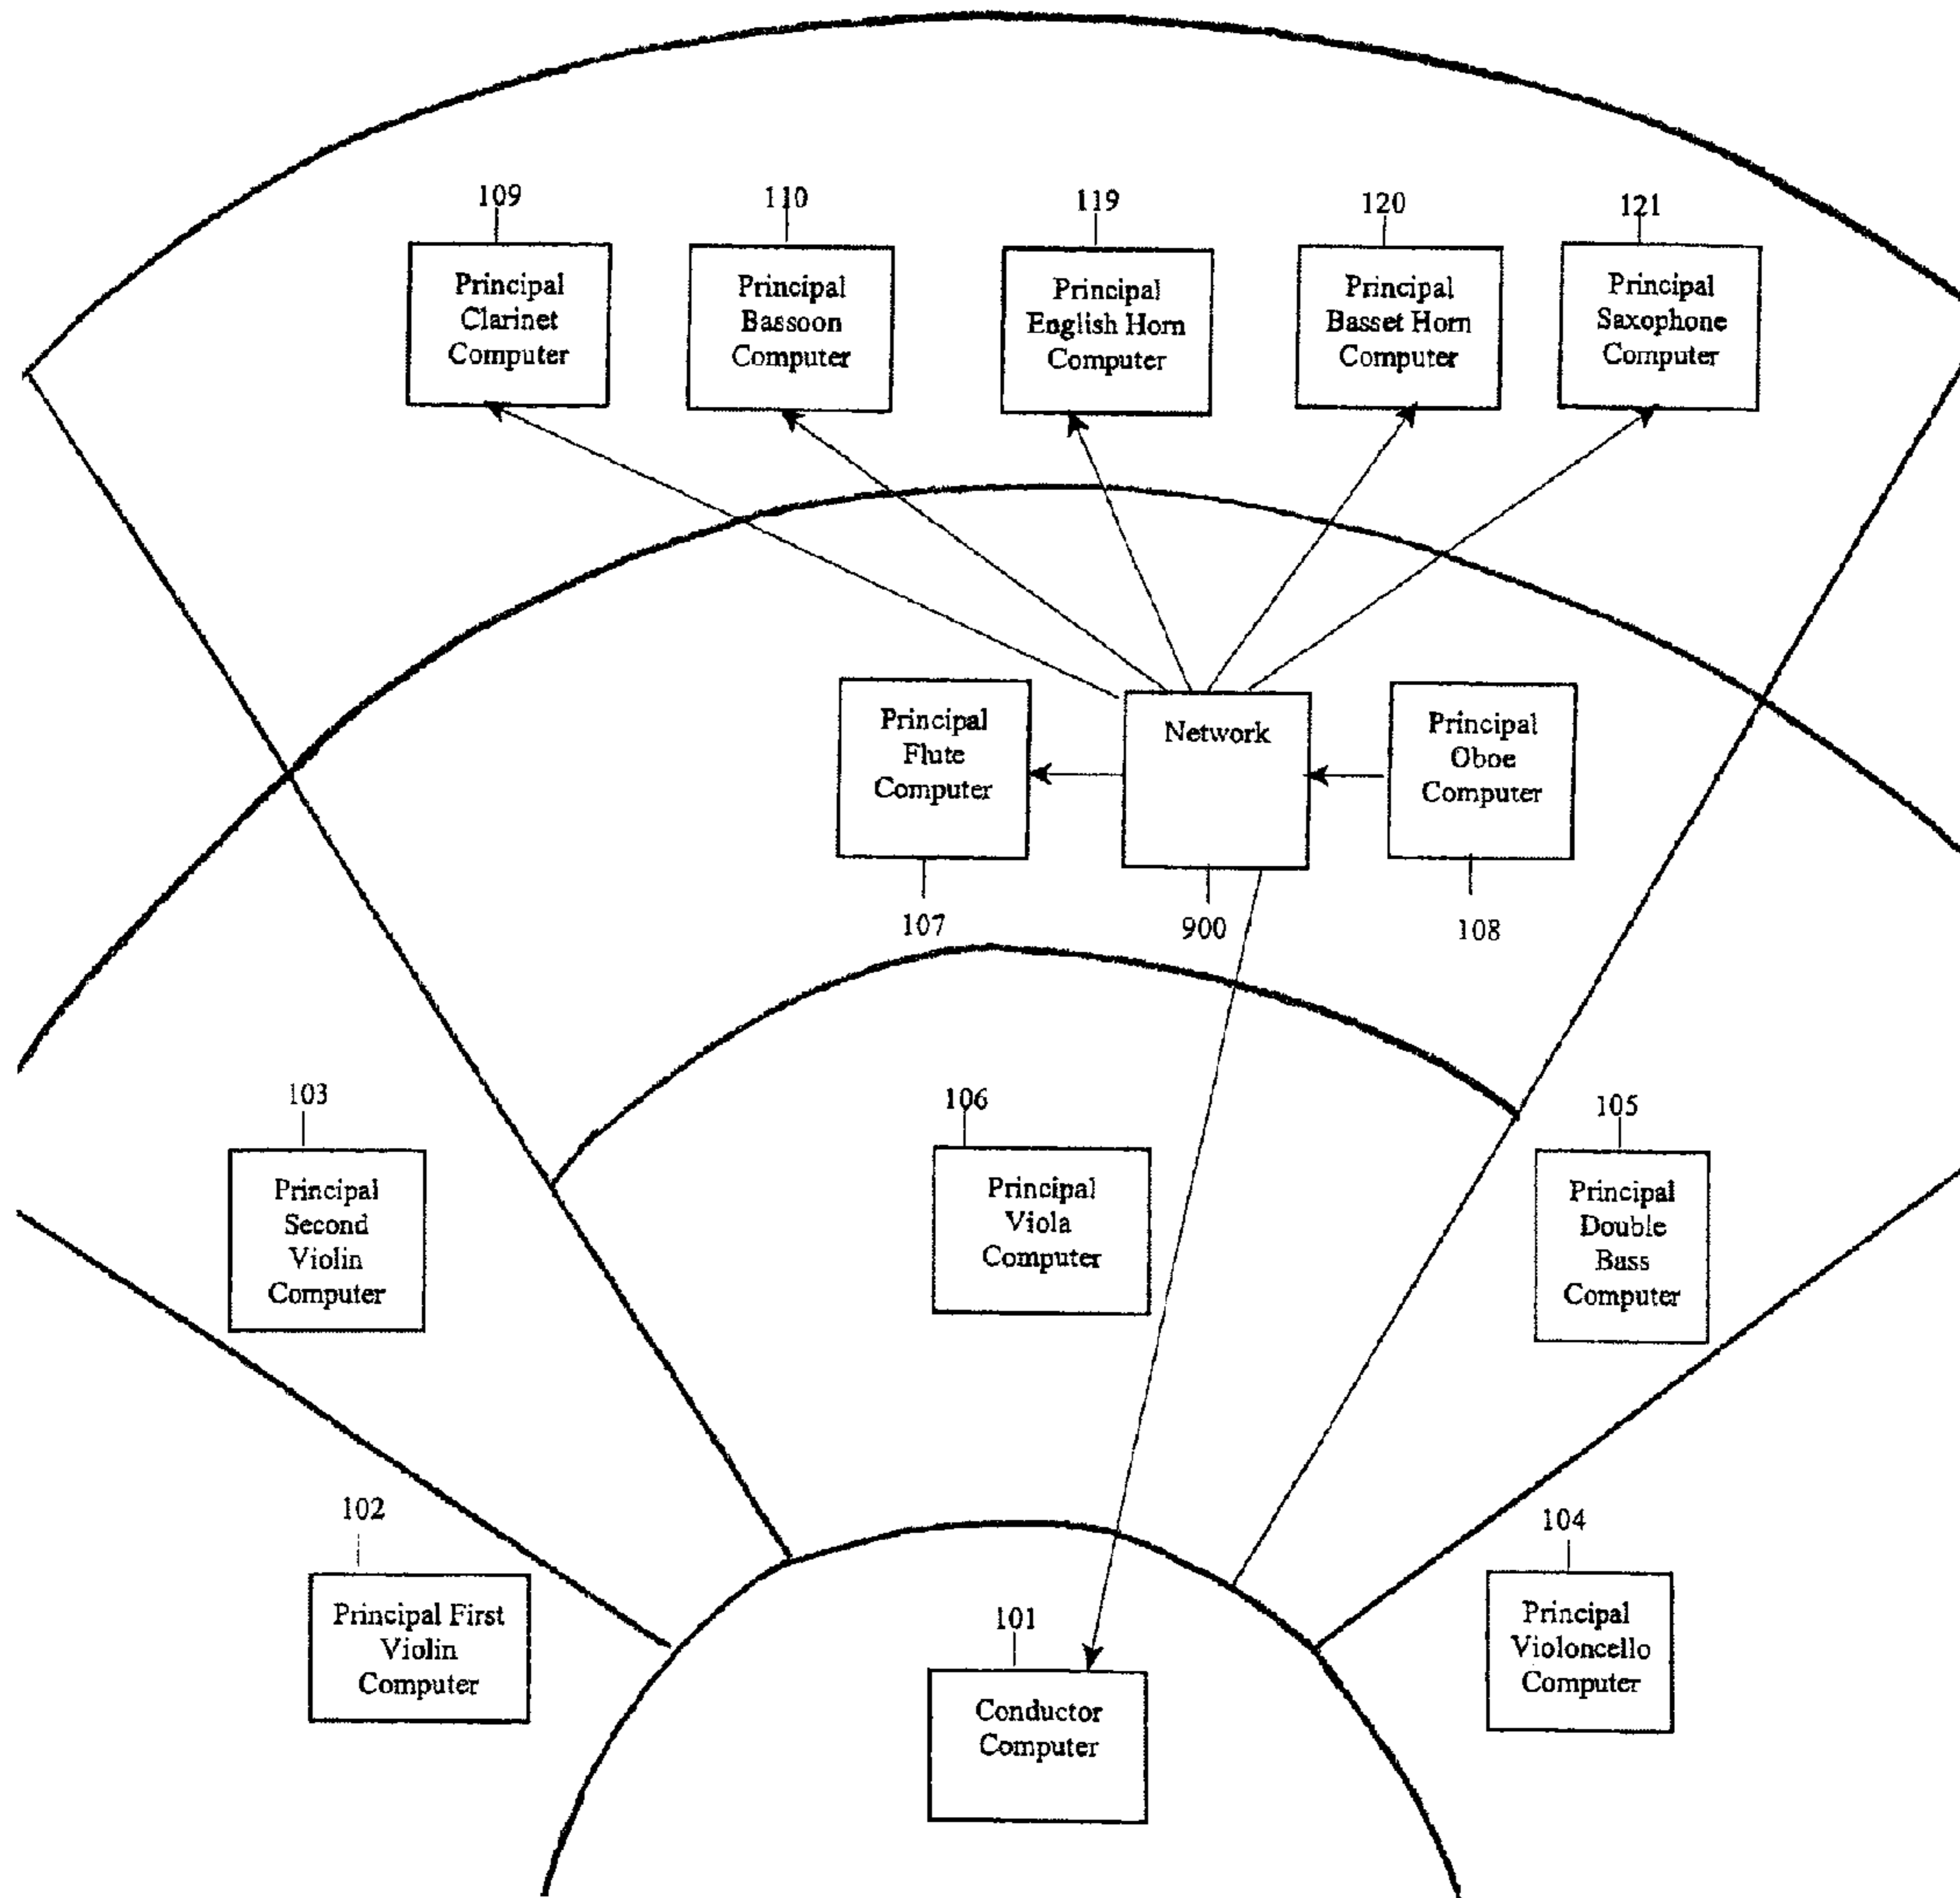 109
110
119
120
121
Principal
Clarinet
Computer
Principal
Bassoon
Computer
Principal
English Horn
Computer
Principal
Basset Horn
Computer
Principal
Saxophone
Computer
Principal
Flute
Computer
Network
Principal
Oboe
Computer
107
900
108
103
106
105
Principal
Second
Violin
Computer
Principal
Viola
Computer
Principal
Double
Bass
Computer
102
104
Principal First
Violin
Computer
101
Conductor
Computer
Principal
Violoncello
Computer